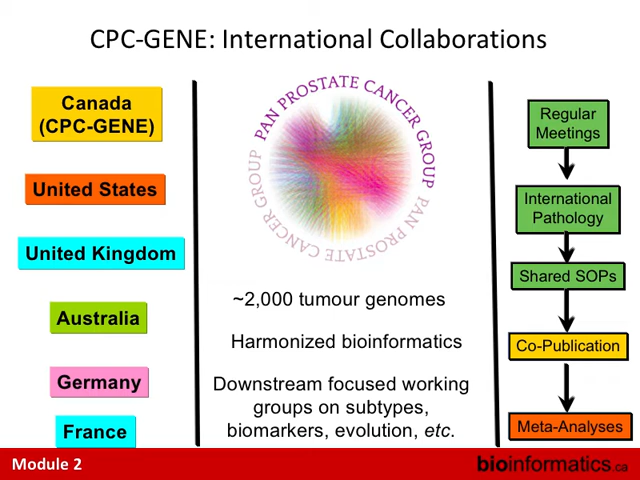 CPC-GENE: International Collaborations
Canada
(CPC-GENE)
United States
United Kingdom
Australia
Germany
France
PAN PROSTATE CANCER GROUP
PAN PROSTATE CANCER GROUP
~2,000 tumour genomes
Harmonized bioinformatics
Downstream focused working
groups on subtypes,
biomarkers, evolution, etc.
Regular
Meetings
International
Pathology
Shared SOPs
Co-Publication
Meta-Analyses
Module 2
bioinformatics.ca